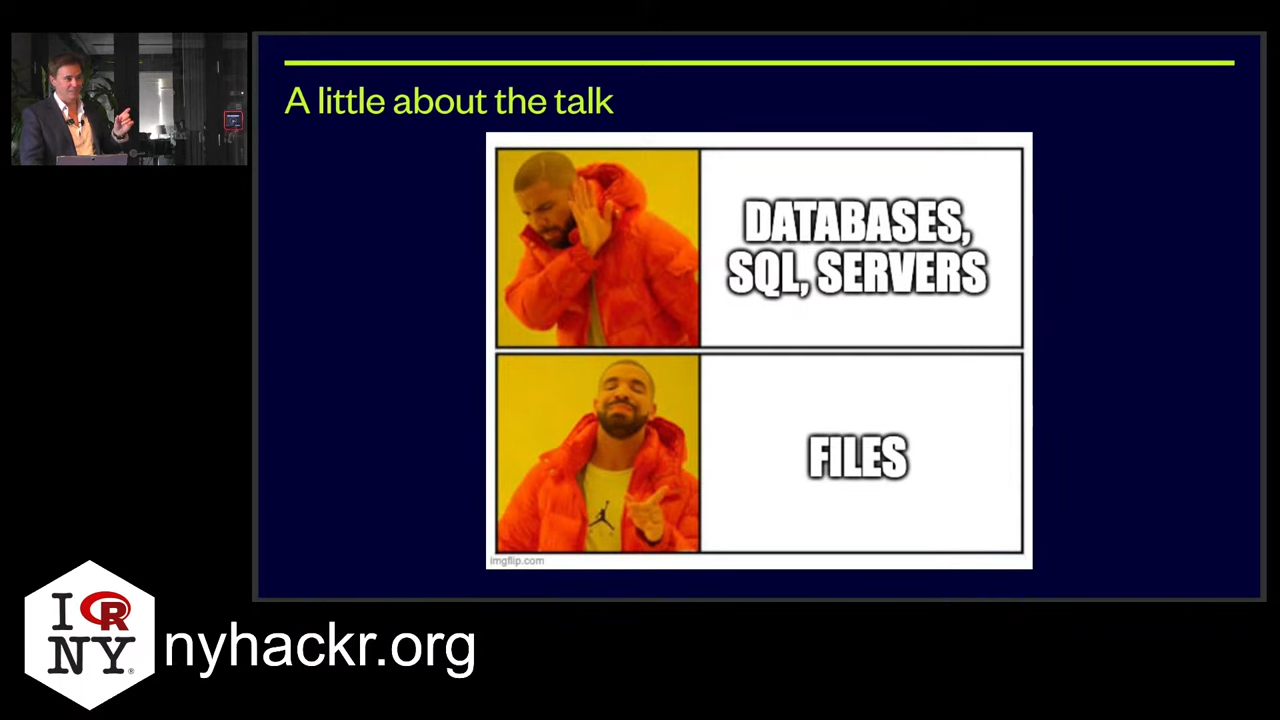 A little about the talk
DATABASES,
SQL, SERVERS
FILES
imgflip.com
I R
NY®
nyhackr.org